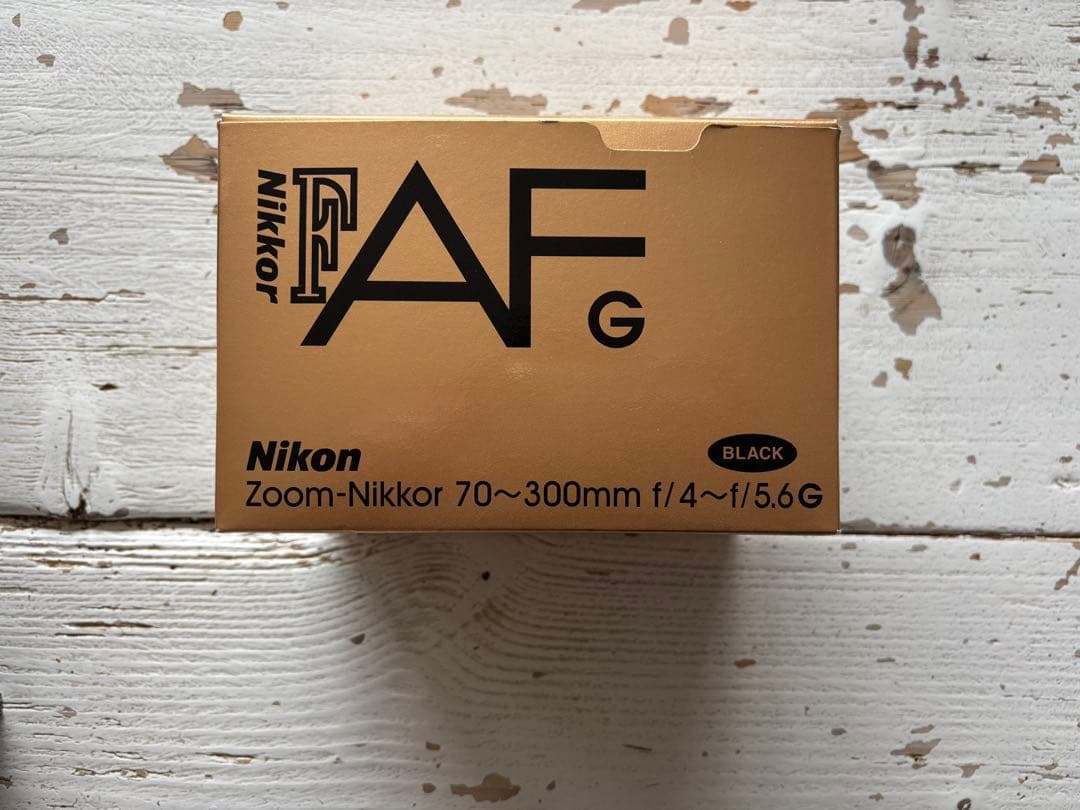 Nikkor
F AF G
Nikon
BLACK
Zoom-Nikkor 70~300mm f/4~f/5.6G